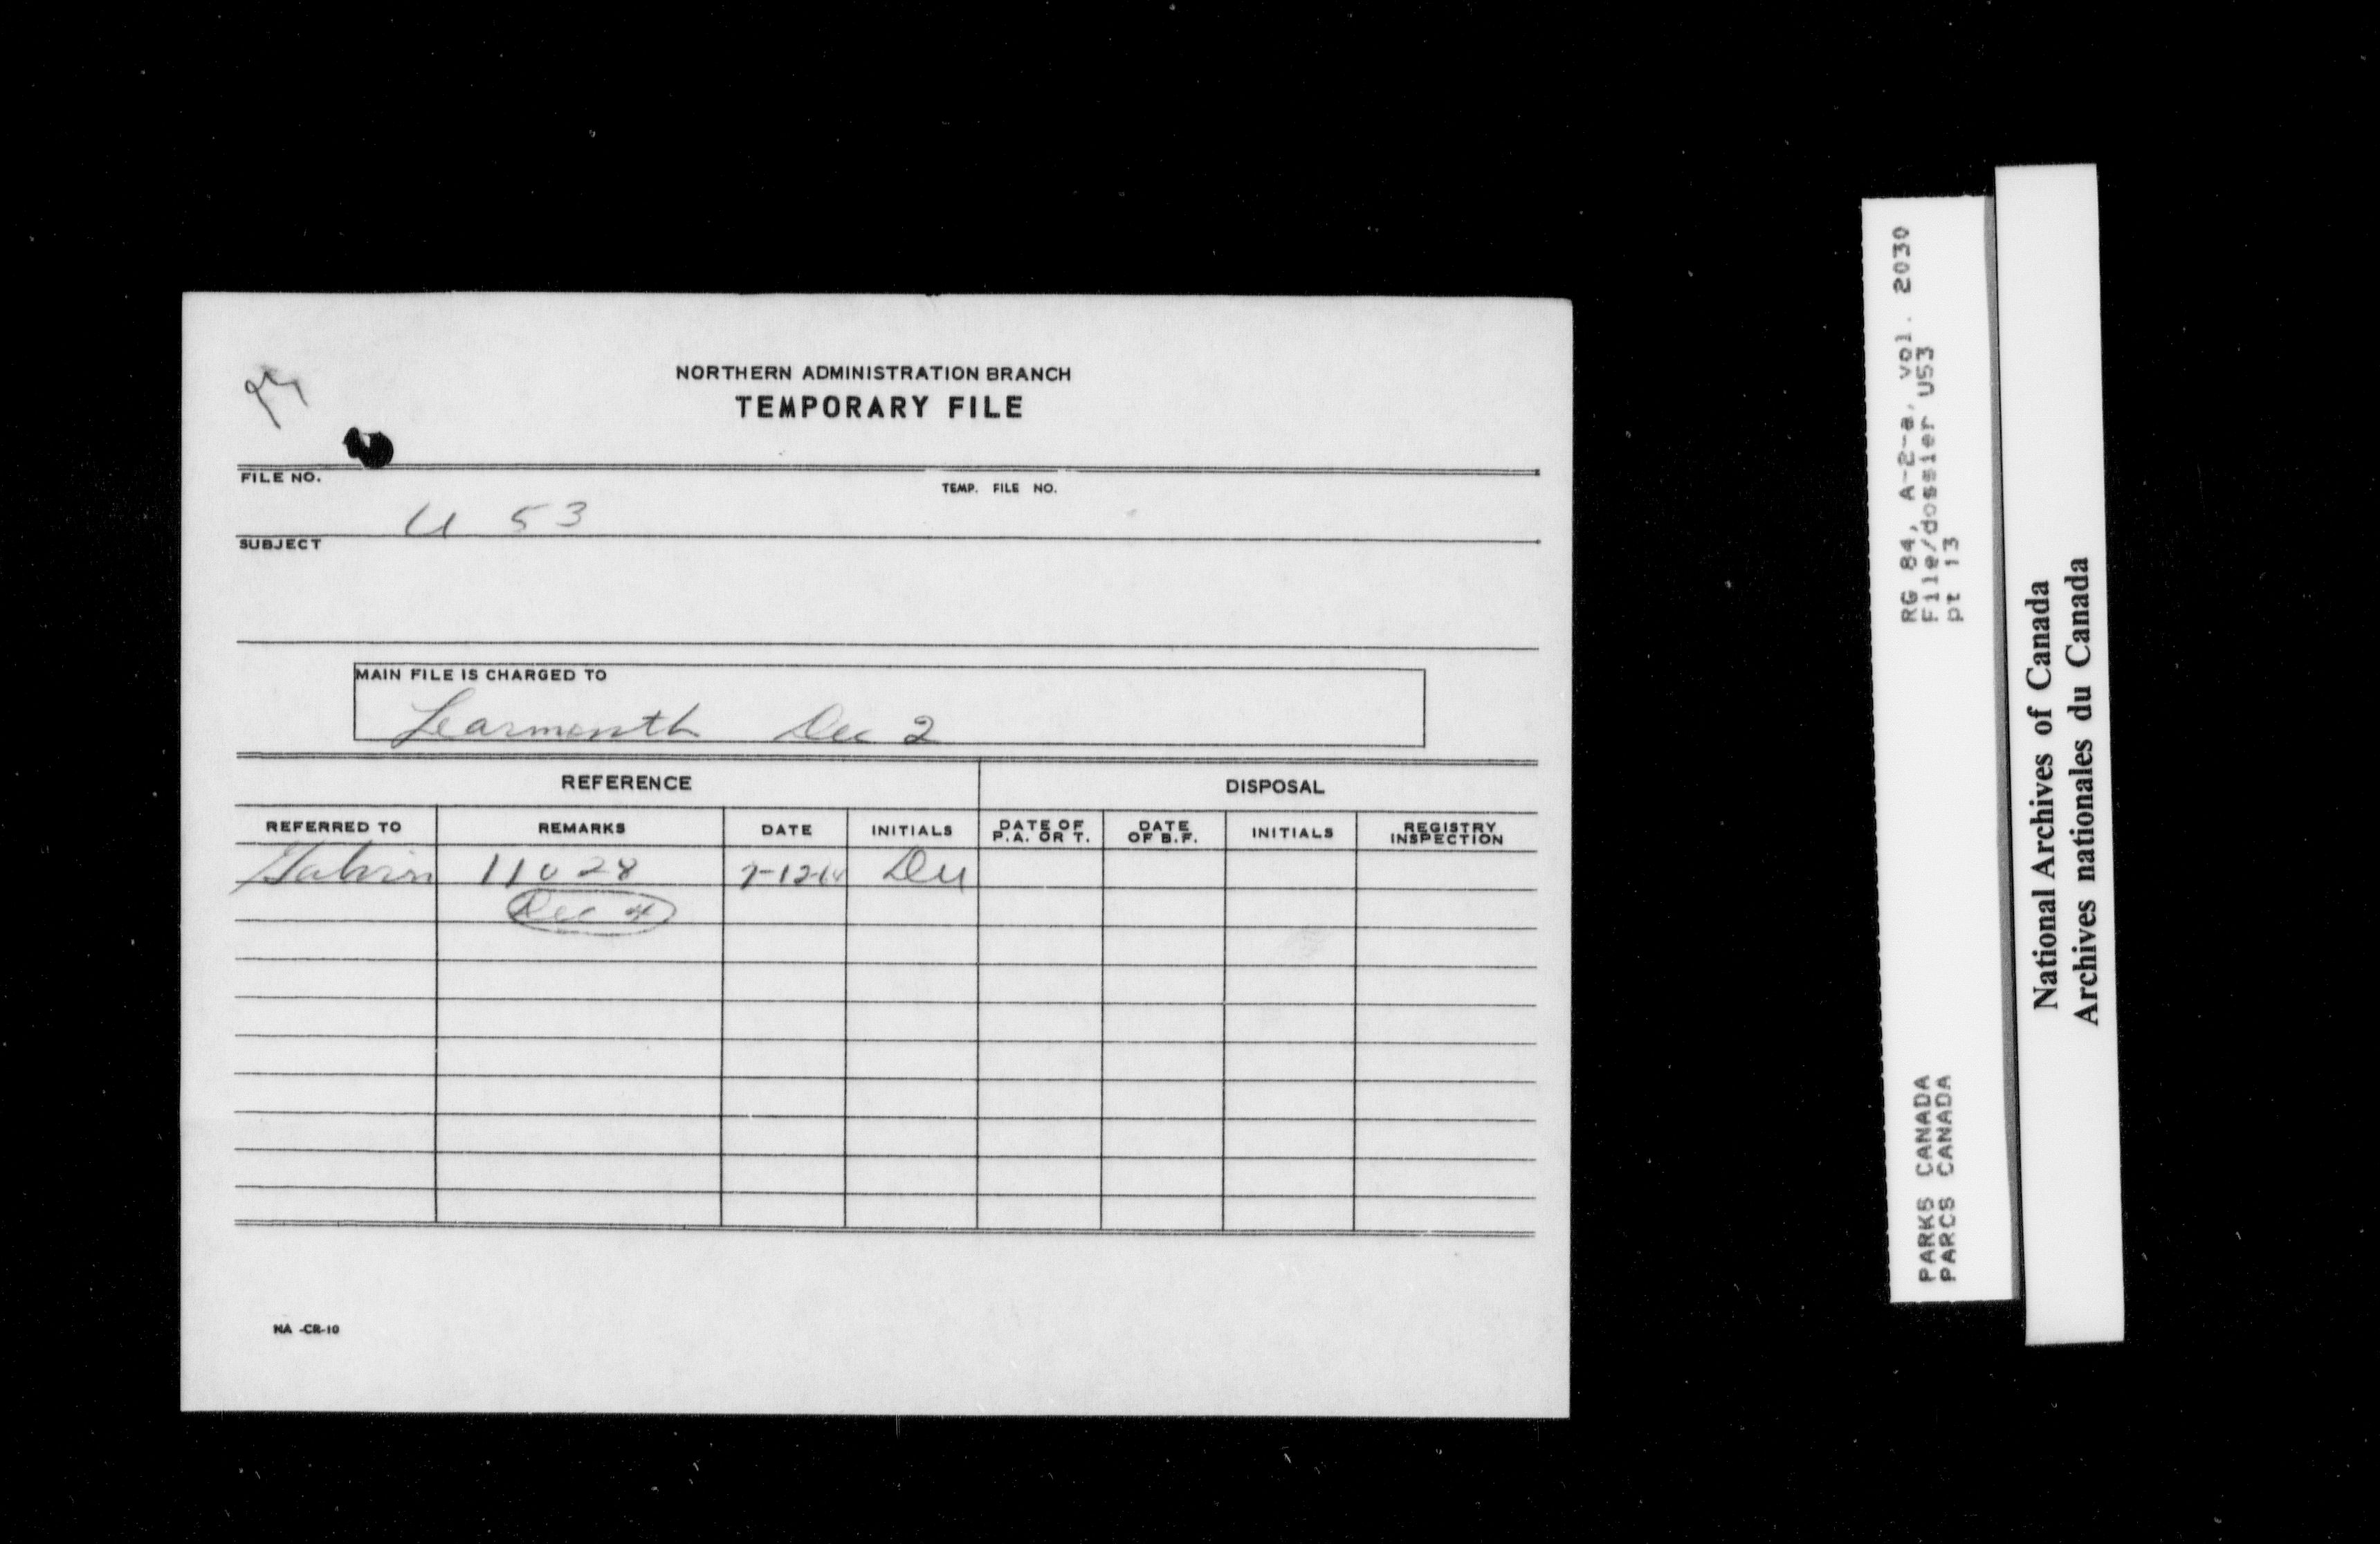 NORTHERN ADMINISTRATION BRANCH
TEMPORARY FILE
FILE NO.
TEMP. FILE NO.
U 53
SUBJECT
MAIN FILE IS CHARGED TO
Learmonth Dec 2
REFERENCE
DISPOSAL
REFERRED TO
REMARKS
DATE
INITIALS
DATE OF P.A. OR T.
DATE OF B.F.
INITIALS
REGISTRY INSPECTION
11028
Dec 4
NA -CR-10
RG 84, A-2-a, vol. 2030
File/dossier U53
pt 13
PARKS CANADA
PARCS CANADA
National Archives of Canada
Archives nationales du Canada